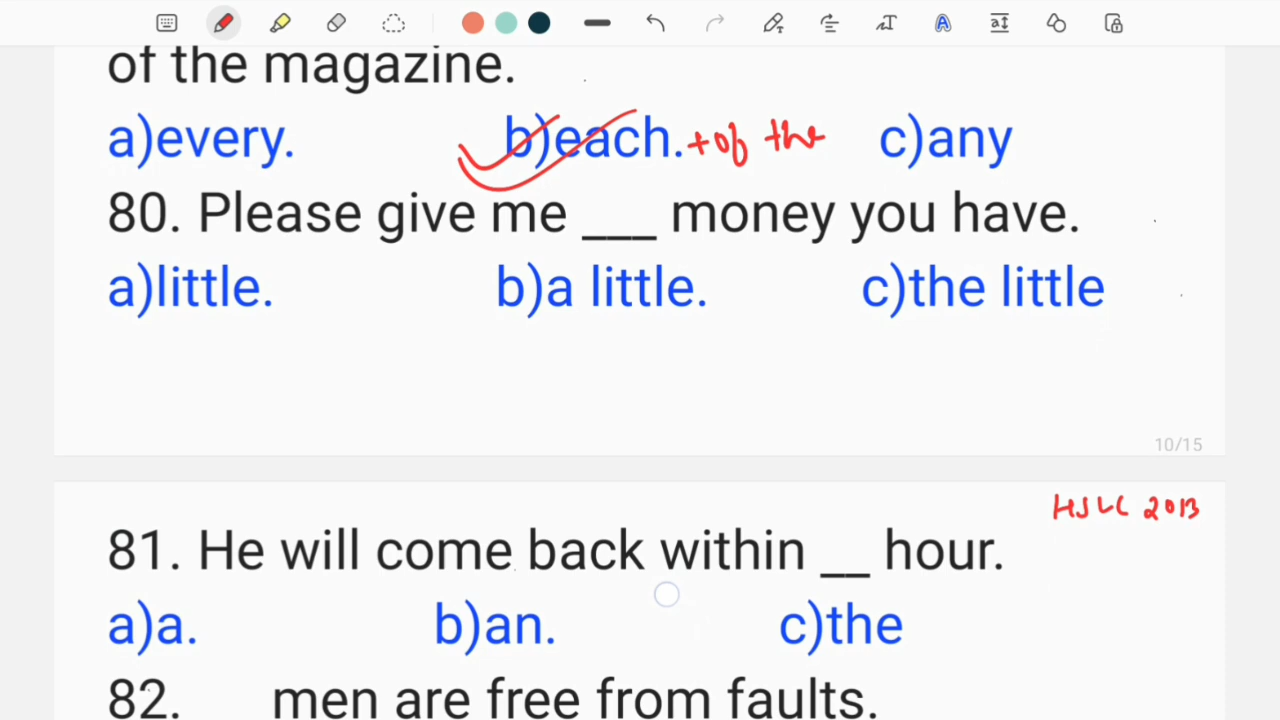 of the magazine.
a)every. b)each. + of the c)any
80. Please give me ___ money you have.
a)little. b)a little. c)the little
10/15
HSLC 2013
81. He will come back within __ hour.
a)a. b)an. c)the
82. __ men are free from faults.